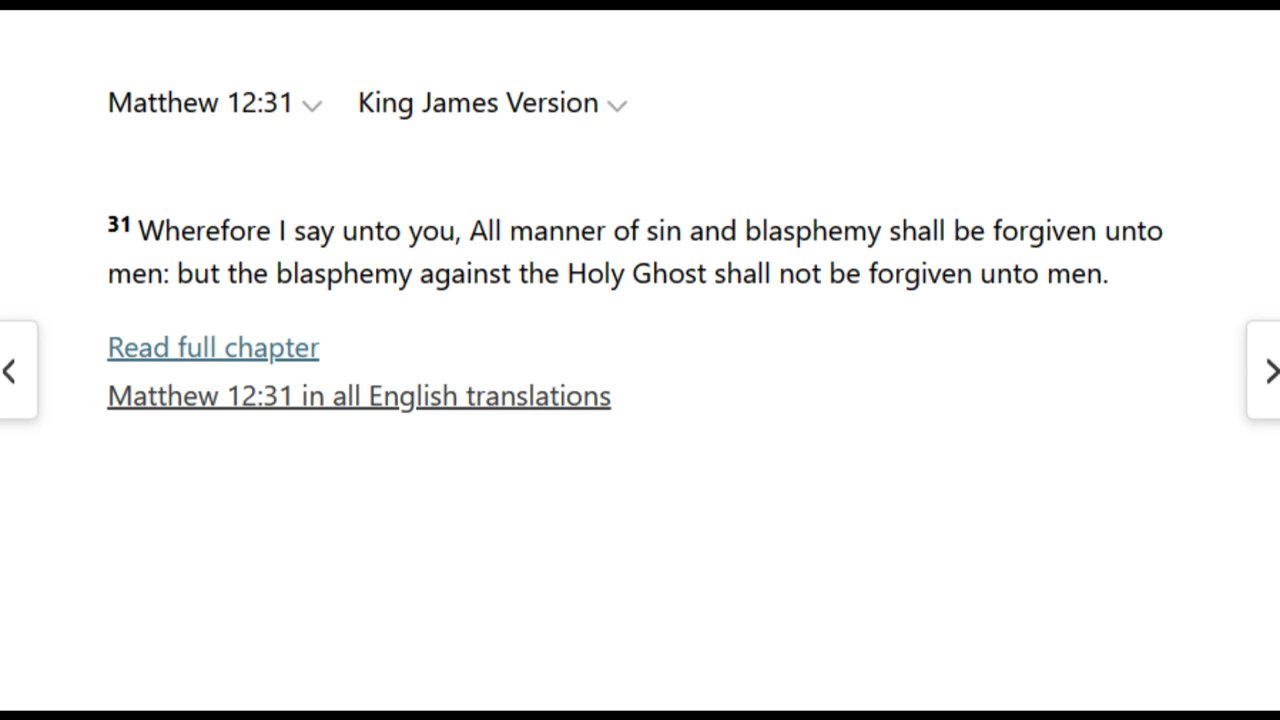 Matthew 12:31 King James Version
31 Wherefore I say unto you, All manner of sin and blasphemy shall be forgiven unto
men: but the blasphemy against the Holy Ghost shall not be forgiven unto men.
Read full chapter
Matthew 12:31 in all English translations